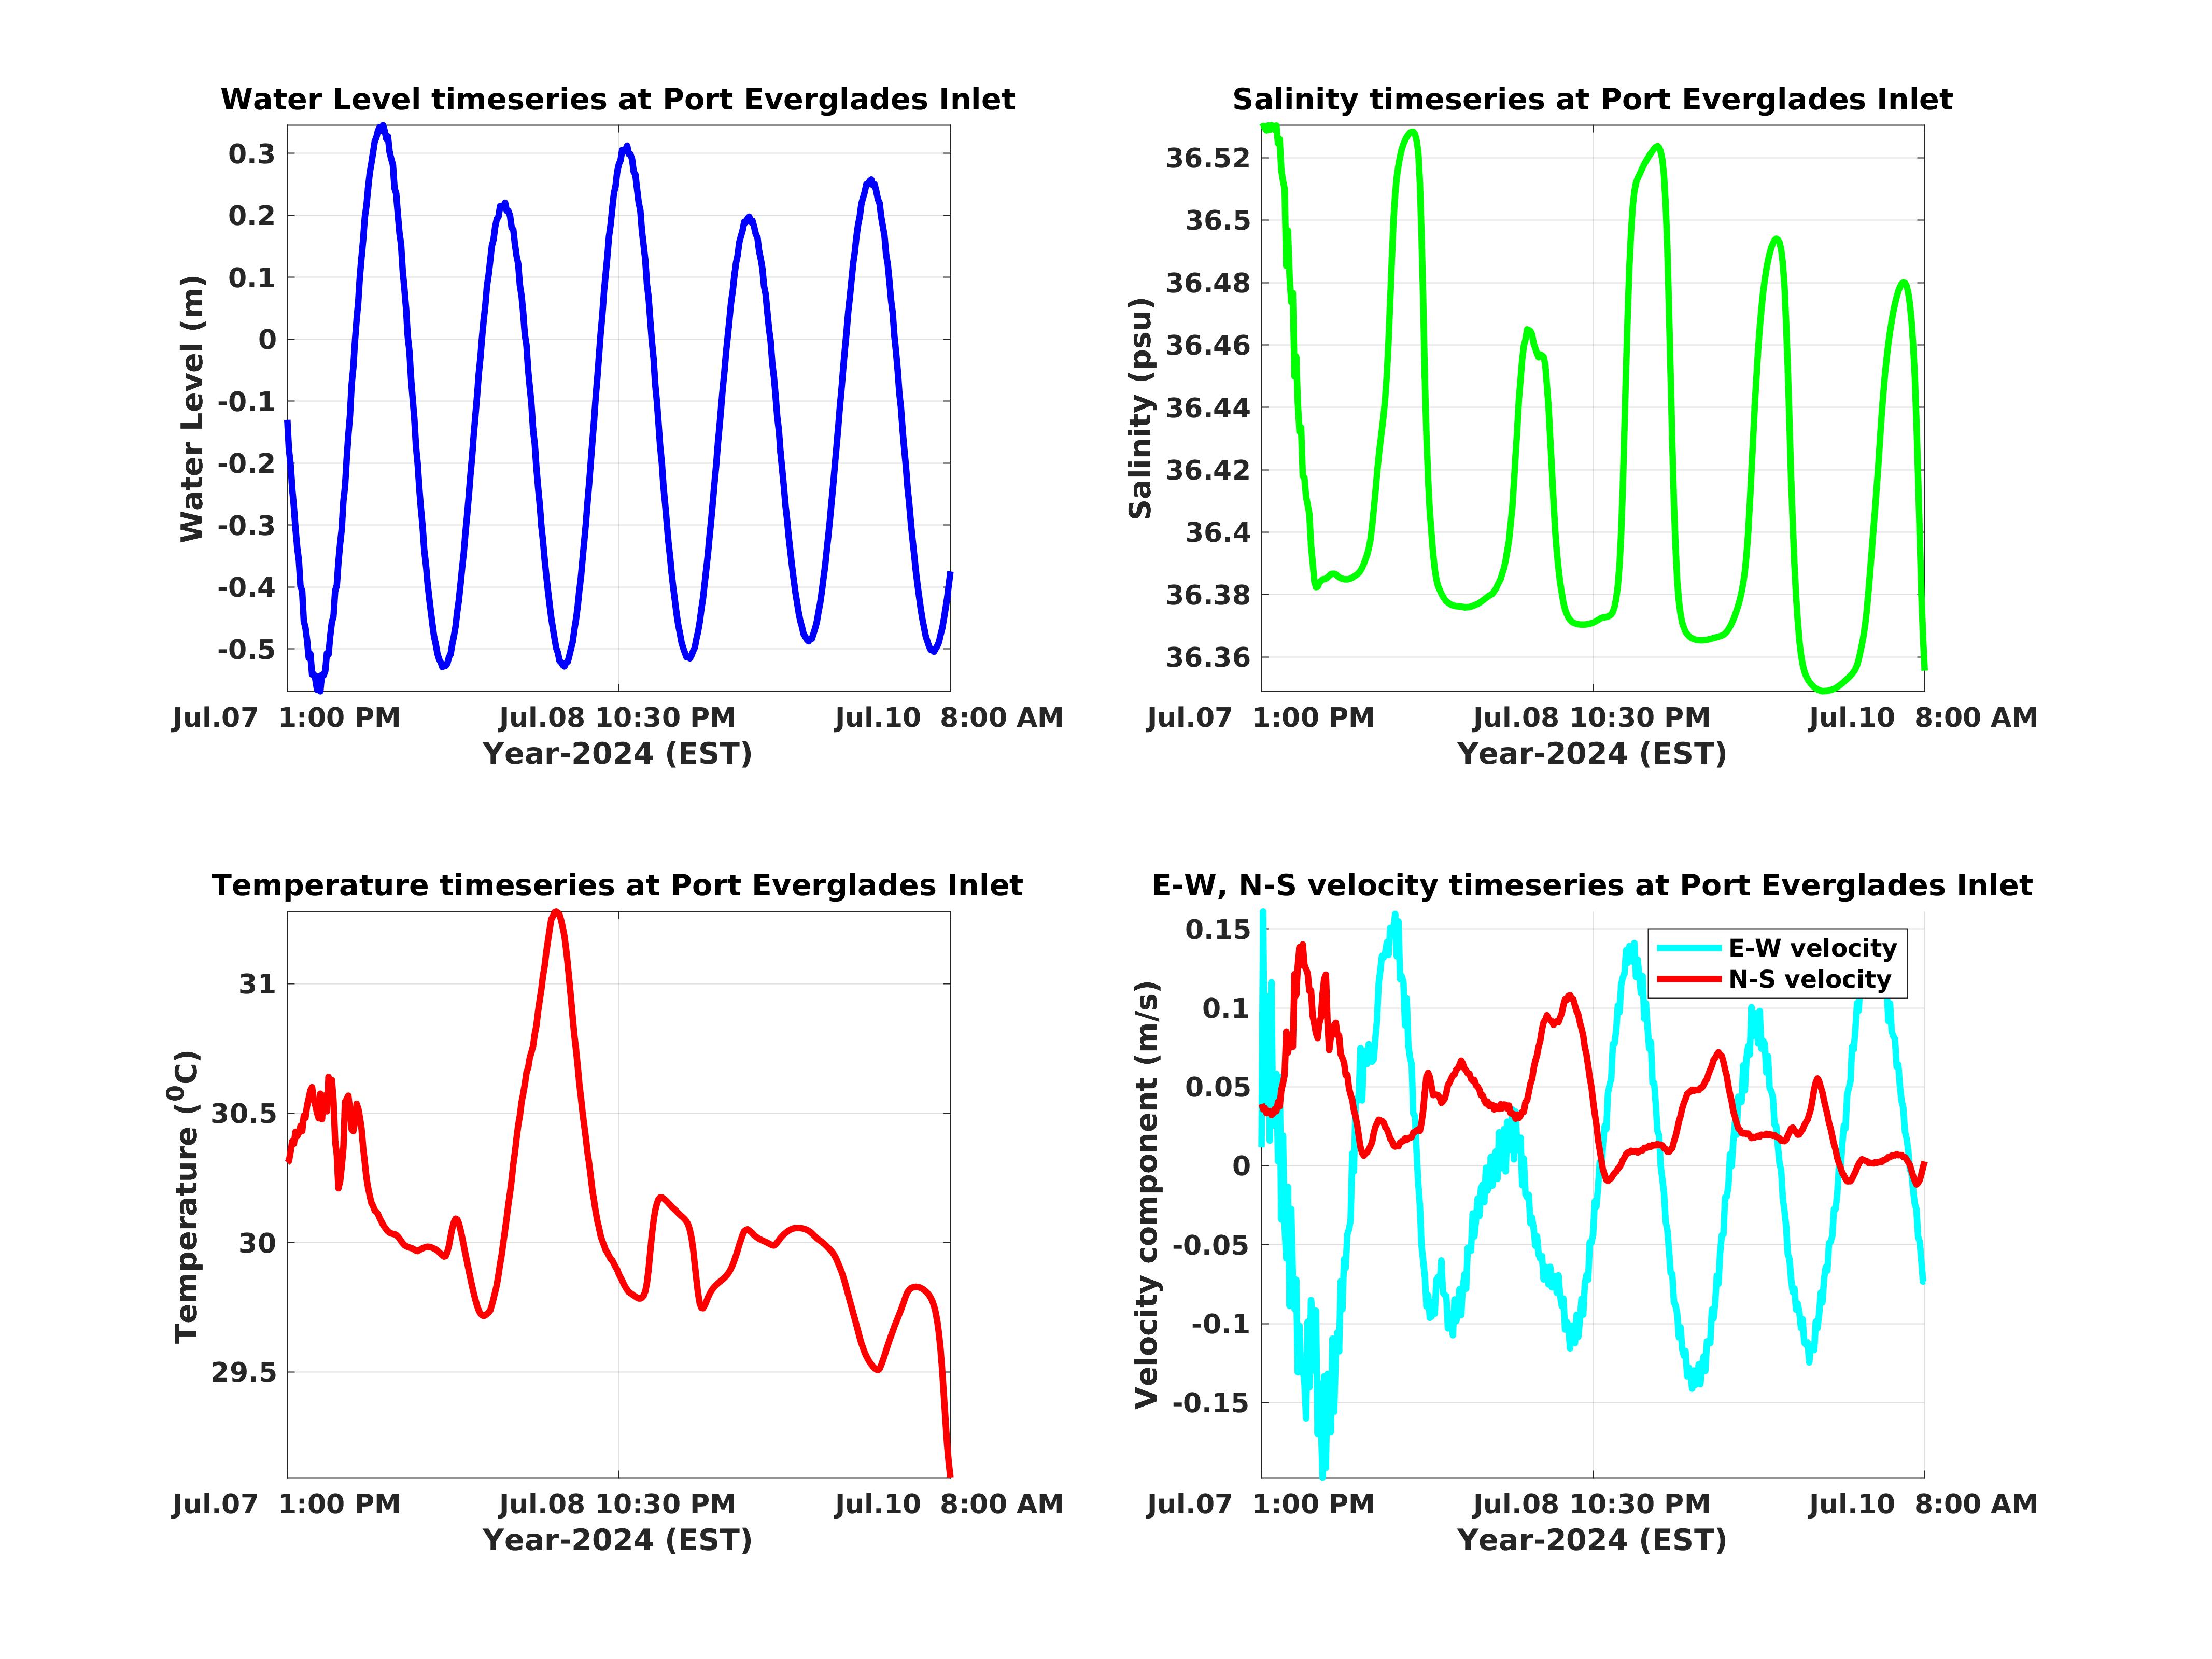 Water Level timeseries at Port Everglades Inlet
Water Level (m)
0.3
0.2
0.1
0
-0.1
-0.2
-0.3
-0.4
-0.5
Jul.07 1:00 PM Jul.08 10:30 PM Jul.10 8:00 AM
Year-2024 (EST)
Salinity timeseries at Port Everglades Inlet
Salinity (psu)
36.52
36.5
36.48
36.46
36.44
36.42
36.4
36.38
36.36
Jul.07 1:00 PM Jul.08 10:30 PM Jul.10 8:00 AM
Year-2024 (EST)
Temperature timeseries at Port Everglades Inlet
Temperature (⁰C)
31
30.5
30
29.5
Jul.07 1:00 PM Jul.08 10:30 PM Jul.10 8:00 AM
Year-2024 (EST)
E-W, N-S velocity timeseries at Port Everglades Inlet
Velocity component (m/s)
0.15
0.1
0.05
0
-0.05
-0.1
-0.15
E-W velocity
N-S velocity
Jul.07 1:00 PM Jul.08 10:30 PM Jul.10 8:00 AM
Year-2024 (EST)